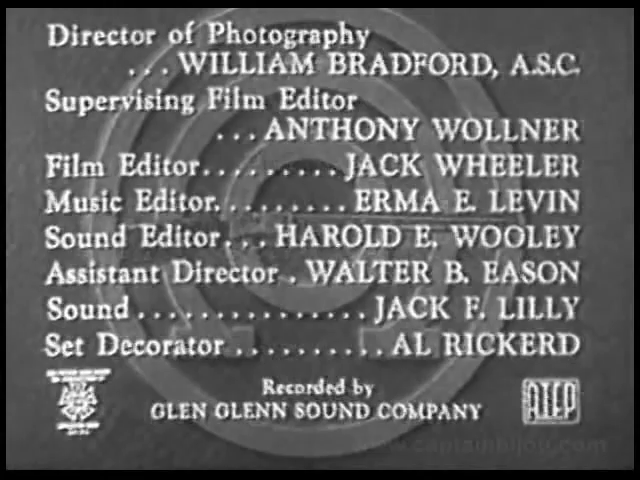 Director of Photography
... WILLIAM BRADFORD, A.S.C.
Supervising Film Editor
... ANTHONY WOLLNER
Film Editor......... JACK WHEELER
Music Editor......... ERMA E. LEVIN
Sound Editor... HAROLD E. WOOLEY
Assistant Director . WALTER B. EASON
Sound............... JACK F. LILLY
Set Decorator.......... AL RICKERD
Recorded by
GLEN GLENN SOUND COMPANY
ATFP